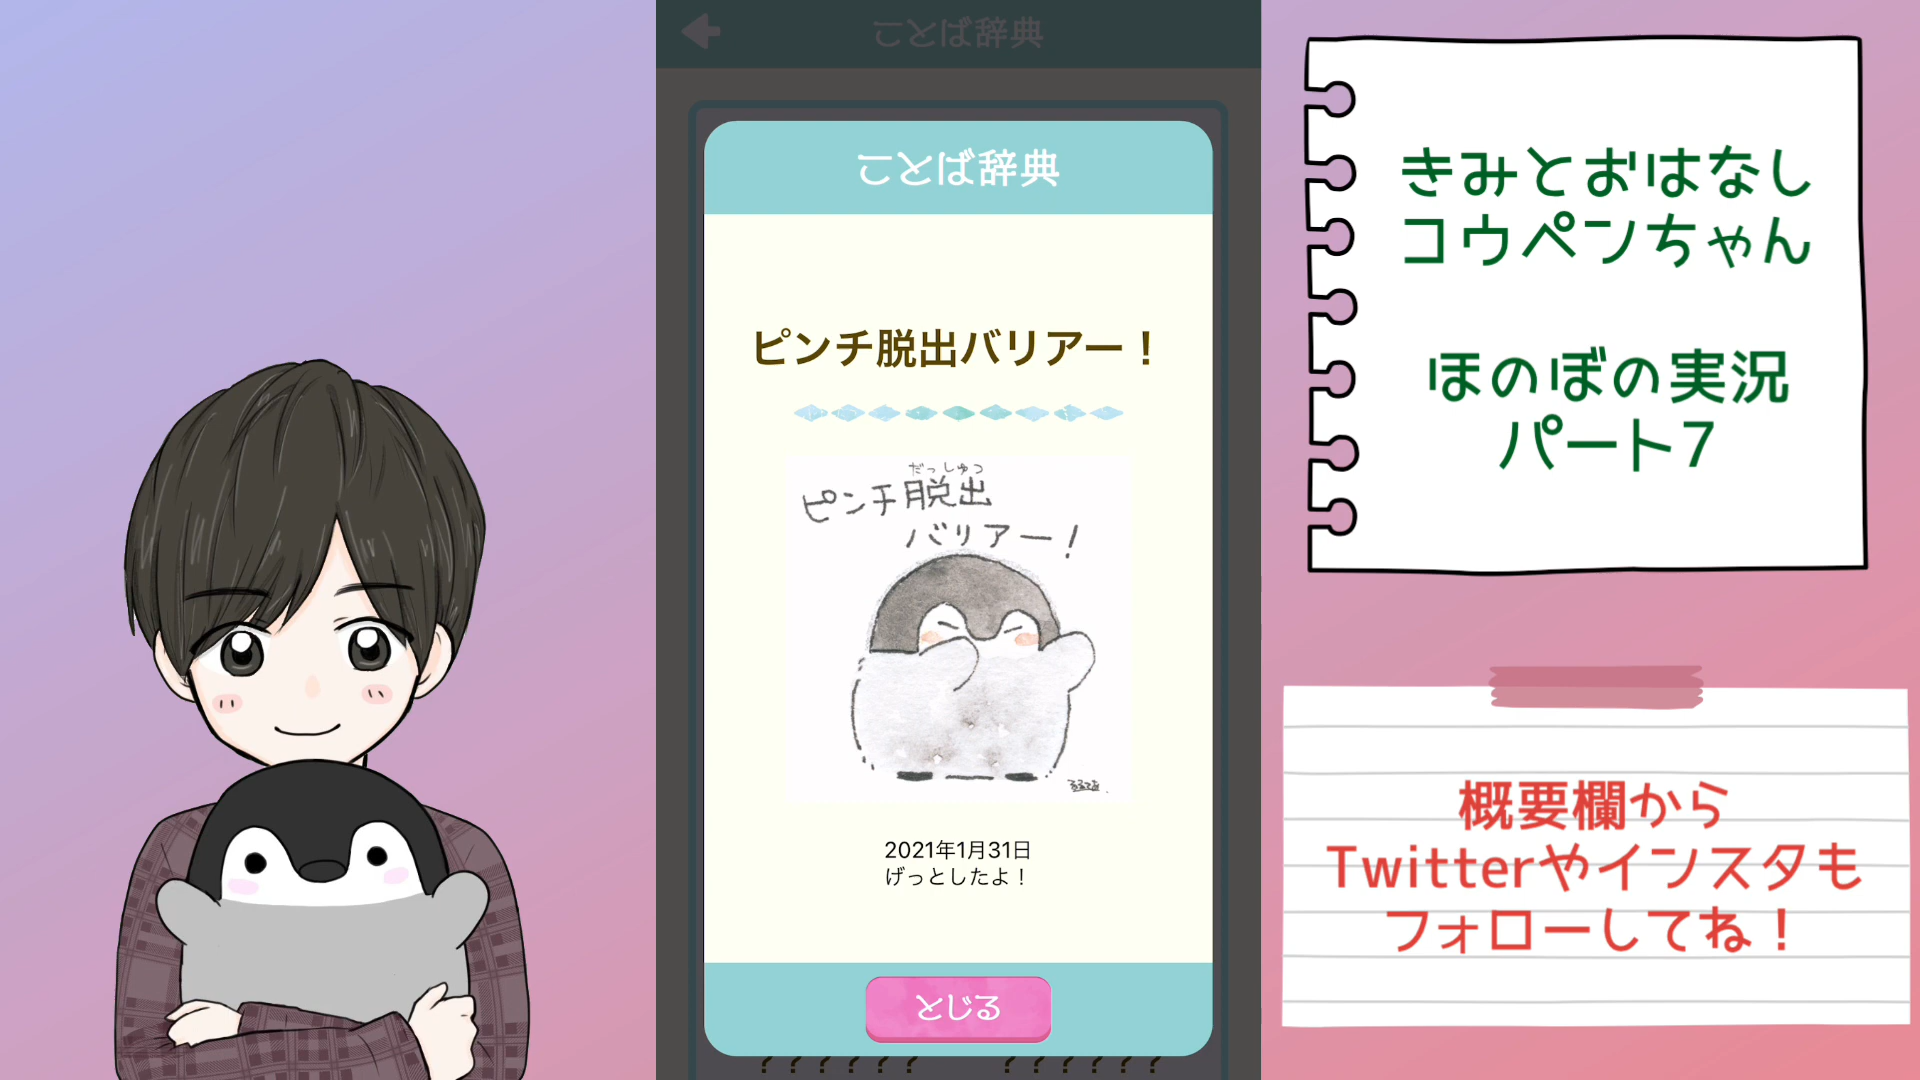 ことば辞典
ことば辞典
ピンチ脱出バリアー！
だっしゅつ
ピンチ脱出
バリアー！
るるてあ
2021年1月31日
げっとしたよ！
とじる
？？？？？？ ？？？？？？
きみとおはなし
コウペンちゃん
ほのぼの実況
パート7
概要欄から
Twitterやインスタも
フォローしてね！